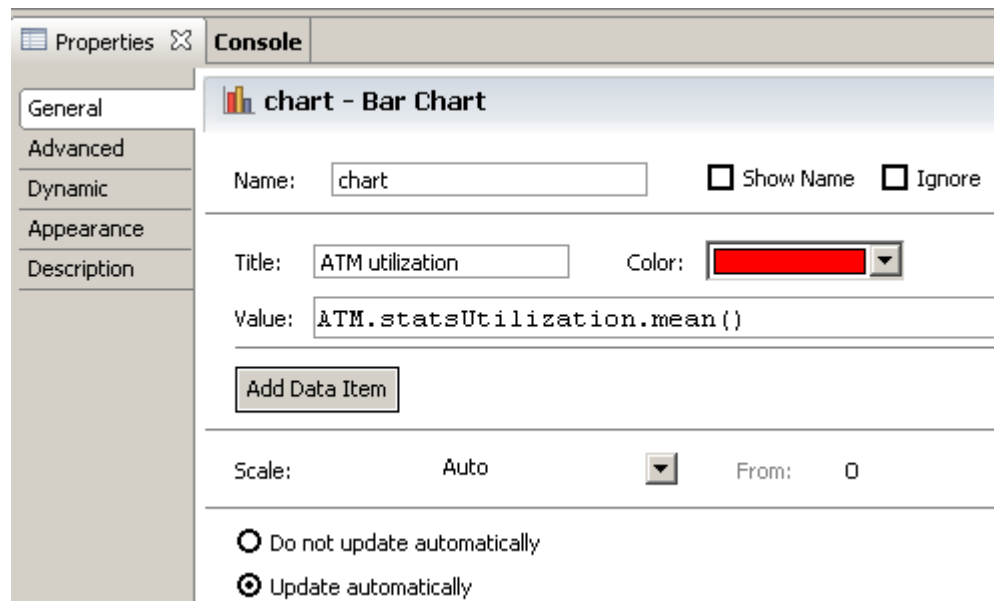 Properties Console
General
Advanced
Dynamic
Appearance
Description
chart - Bar Chart
Name: chart Show Name Ignore
Title: ATM utilization Color:
Value: ATM.statsUtilization.mean()
Add Data Item
Scale: Auto From: 0
Do not update automatically
Update automatically